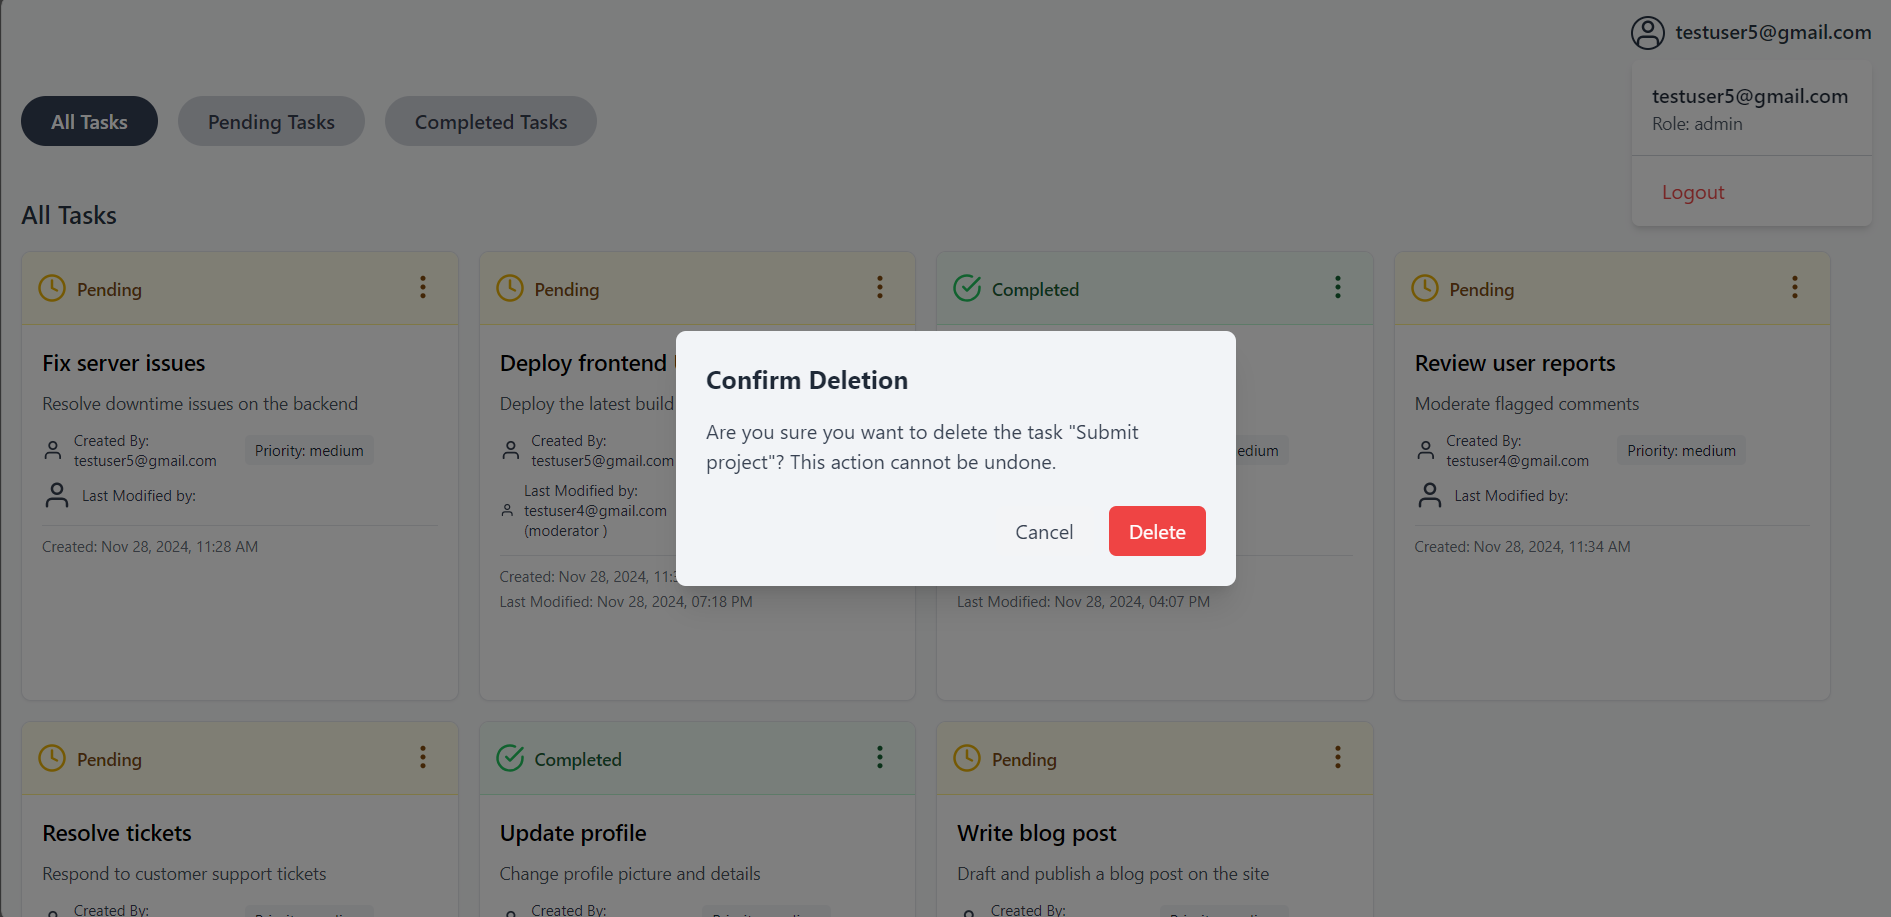 testuser5@gmail.com
testuser5@gmail.com
Role: admin
Logout
All Tasks
Pending Tasks
Completed Tasks
All Tasks
Pending
Fix server issues
Resolve downtime issues on the backend
Created By:
testuser5@gmail.com
Priority: medium
Last Modified by:
Created: Nov 28, 2024, 11:28 AM
Pending
Deploy frontend
Deploy the latest build
Created By:
testuser5@gmail.com
Last Modified by:
testuser4@gmail.com
(moderator )
Created: Nov 28, 2024, 11:3
Last Modified: Nov 28, 2024, 07:18 PM
Completed
edium
Last Modified: Nov 28, 2024, 04:07 PM
Pending
Review user reports
Moderate flagged comments
Created By:
testuser4@gmail.com
Priority: medium
Last Modified by:
Created: Nov 28, 2024, 11:34 AM
Confirm Deletion
Are you sure you want to delete the task "Submit
project"? This action cannot be undone.
Cancel
Delete
Pending
Resolve tickets
Respond to customer support tickets
Created By:
Completed
Update profile
Change profile picture and details
Created By:
Pending
Write blog post
Draft and publish a blog post on the site
Created By: